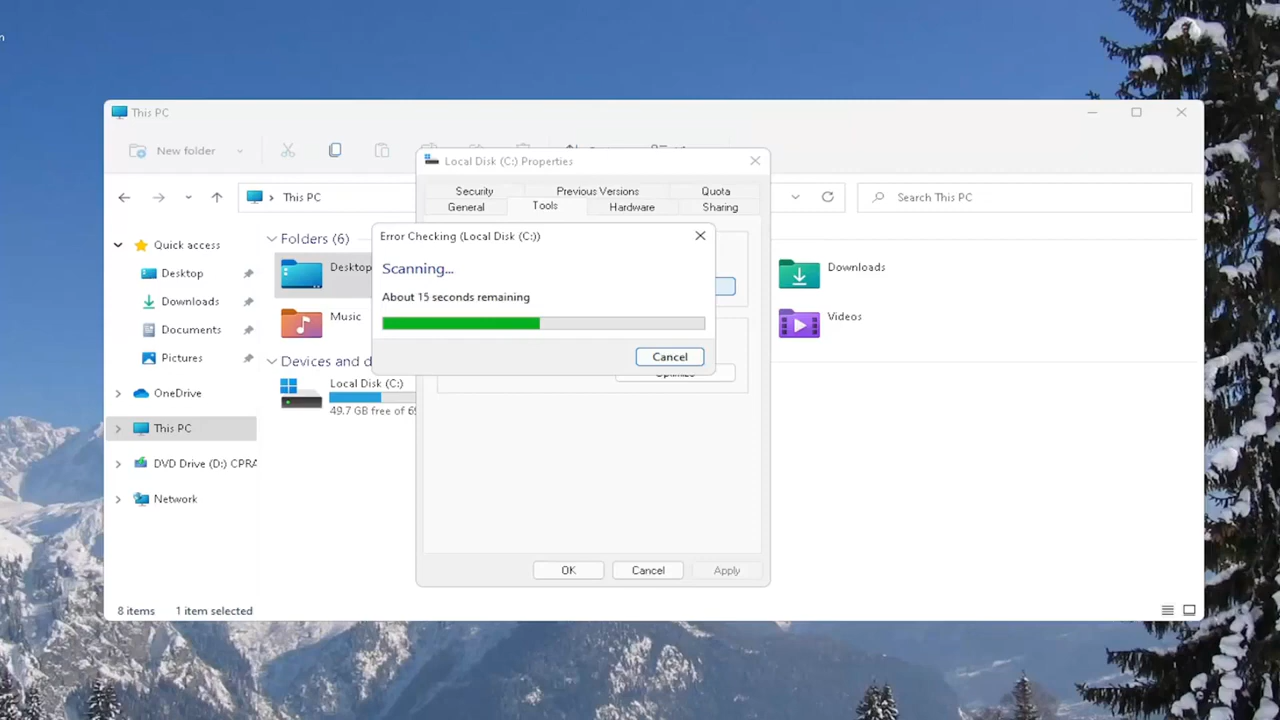 n
This PC
New folder
Local Disk (C:) Properties
Security
Previous Versions
Quota
General
Tools
Hardware
Sharing
This PC
Search This PC
Error Checking (Local Disk (C:))
Scanning...
About 15 seconds remaining
Cancel
Optimize
OK
Cancel
Apply
Quick access
Desktop
Downloads
Documents
Pictures
OneDrive
This PC
DVD Drive (D:) CPRA
Network
Folders (6)
Desktop
Downloads
Music
Videos
Devices and d
Local Disk (C:)
49.7 GB free of
8 items
1 item selected